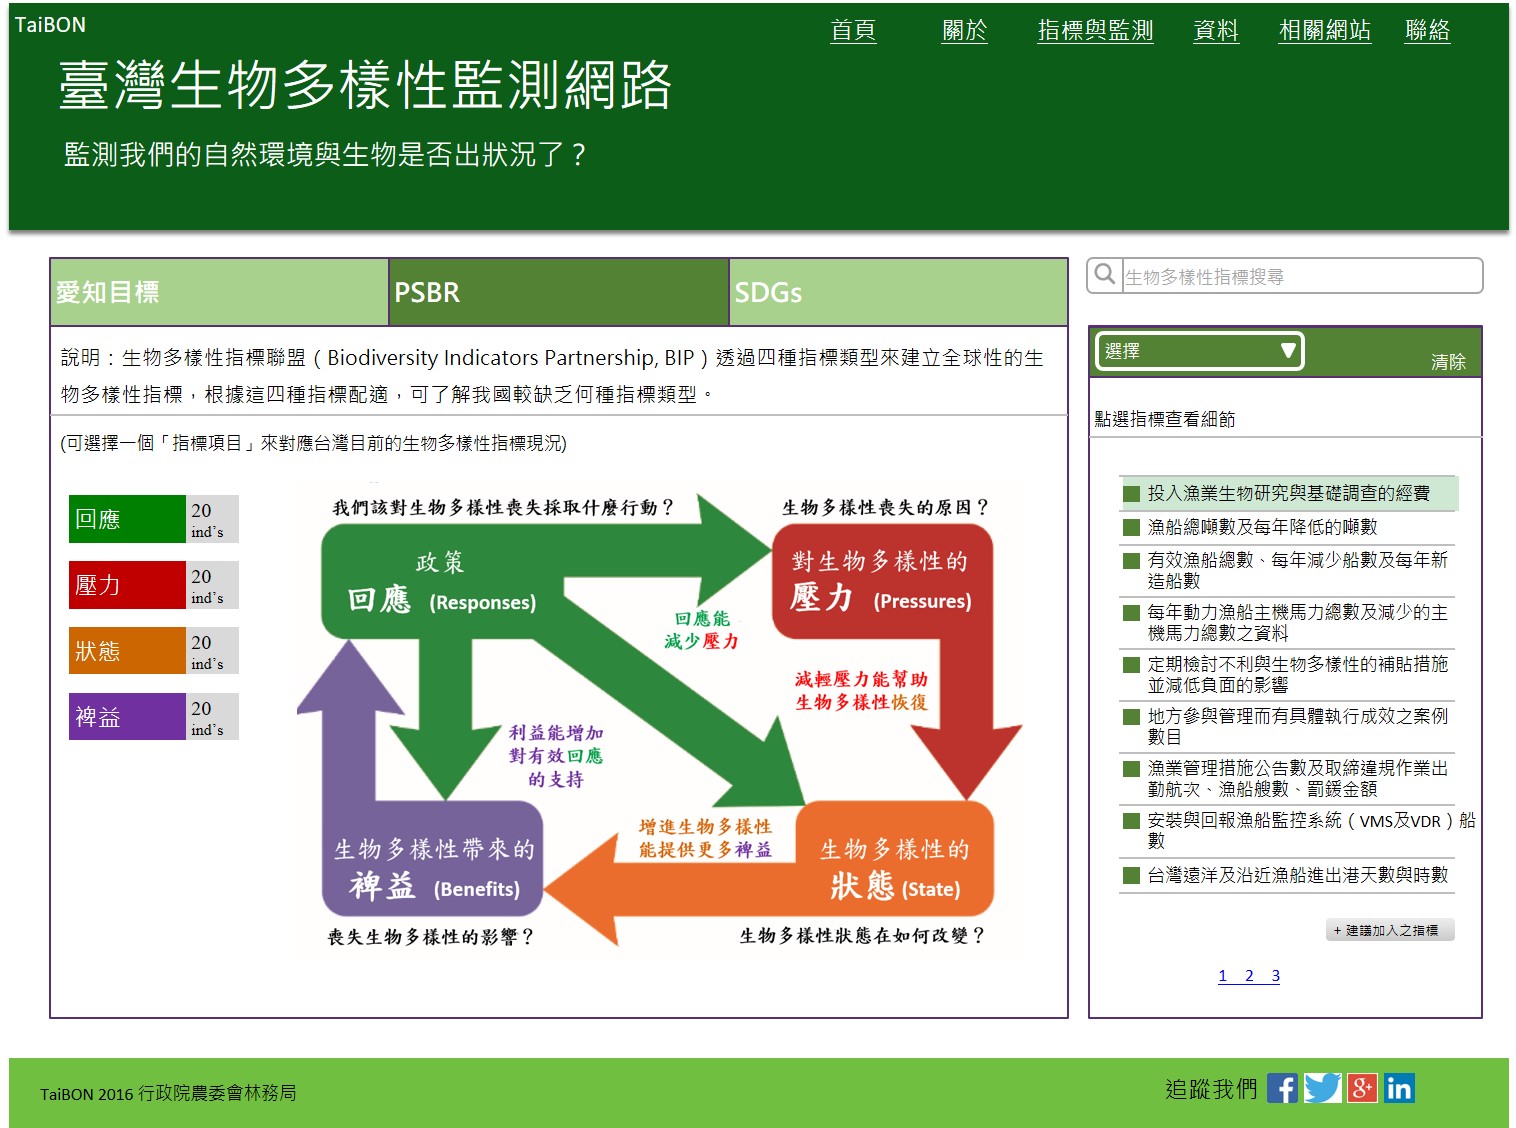 TaiBON
首頁 關於 指標與監測 資料 相關網站 聯絡
臺灣生物多樣性監測網路
監測我們的自然環境與生物是否出狀況了？
愛知目標 PSBR SDGs
說明：生物多樣性指標聯盟（Biodiversity Indicators Partnership, BIP）透過四種指標類型來建立全球性的生
物多樣性指標，根據這四種指標配適，可了解我國較缺乏何種指標類型。
(可選擇一個「指標項目」來對應台灣目前的生物多樣性指標現況)
回應 20
ind's
壓力 20
ind's
狀態 20
ind's
裨益 20
ind's
我們該對生物多樣性喪失採取什麼行動？
生物多樣性喪失的原因？
政策
回應 (Responses)
對生物多樣性的
壓力 (Pressures)
回應能
減少壓力
減輕壓力能幫助
生物多樣性恢復
利益能增加
對有效回應
的支持
增進生物多樣性
能提供更多裨益
生物多樣性帶來的
裨益 (Benefits)
生物多樣性的
狀態 (State)
喪失生物多樣性的影響？
生物多樣性狀態在如何改變？
生物多樣性指標搜尋
選擇
清除
點選指標查看細節
投入漁業生物研究與基礎調查的經費
漁船總噸數及每年降低的噸數
有效漁船總數、每年減少船數及每年新
造船數
每年動力漁船主機馬力總數及減少的主
機馬力總數之資料
定期檢討不利與生物多樣性的補貼措施
並減低負面的影響
地方參與管理而有具體執行成效之案例
數目
漁業管理措施公告數及取締違規作業出
勤航次、漁船艘數、罰鍰金額
安裝與回報漁船監控系統（VMS及VDR）船
數
台灣遠洋及沿近漁船進出港天數與時數
+ 建議加入之指標
1 2 3
TaiBON 2016 行政院農委會林務局
追蹤我們